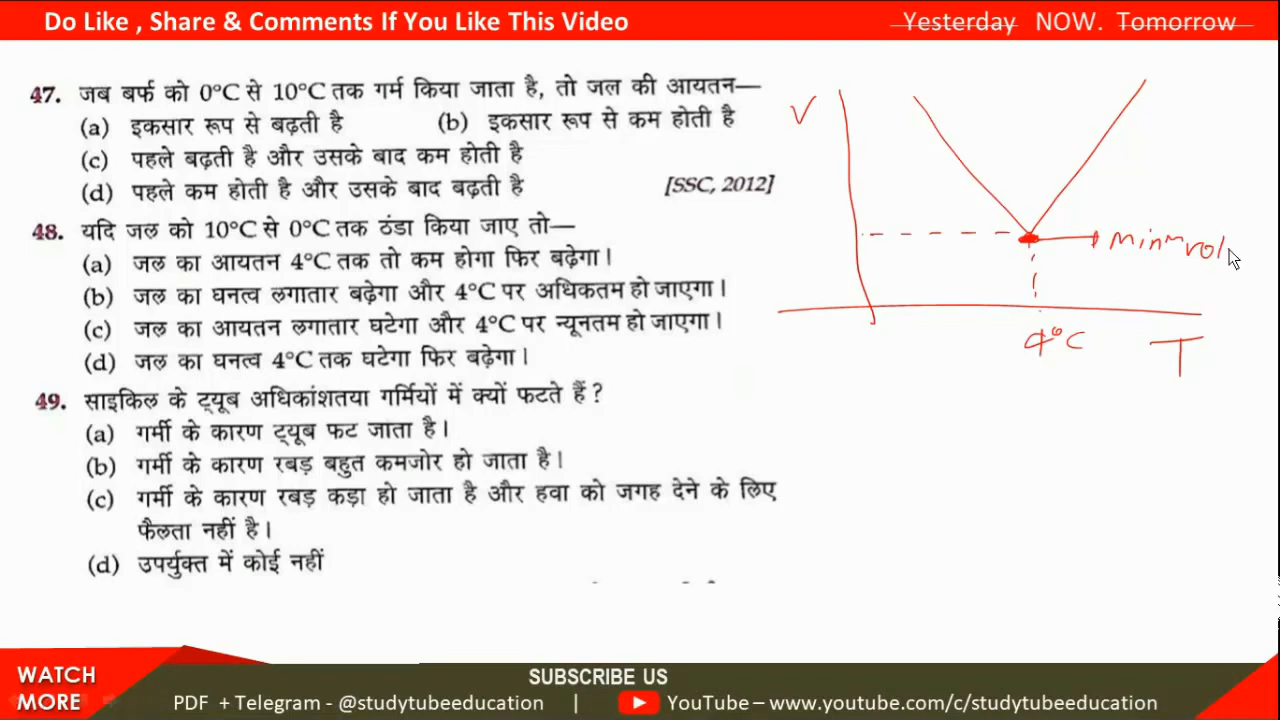 Do Like , Share & Comments If You Like This Video
Yesterday NOW. Tomorrow
47. जब बर्फ को 0°C से 10°C तक गर्म किया जाता है, तो जल की आयतन—
(a) इकसार रूप से बढ़ती है (b) इकसार रूप से कम होती है
(c) पहले बढ़ती है और उसके बाद कम होती है
(d) पहले कम होती है और उसके बाद बढ़ती है [SSC, 2012]
48. यदि जल को 10°C से 0°C तक ठंडा किया जाए तो—
(a) जल का आयतन 4°C तक तो कम होगा फिर बढ़ेगा।
(b) जल का घनत्व लगातार बढ़ेगा और 4°C पर अधिकतम हो जाएगा।
(c) जल का आयतन लगातार घटेगा और 4°C पर न्यूनतम हो जाएगा।
(d) जल का घनत्व 4°C तक घटेगा फिर बढ़ेगा।
49. साइकिल के ट्यूब अधिकांशतया गर्मियों में क्यों फटते हैं ?
(a) गर्मी के कारण ट्यूब फट जाता है।
(b) गर्मी के कारण रबड़ बहुत कमजोर हो जाता है।
(c) गर्मी के कारण रबड़ कड़ा हो जाता है और हवा को जगह देने के लिए
फैलता नहीं है।
(d) उपर्युक्त में कोई नहीं
V
minᵐ vol
4°C
T
WATCH
MORE
SUBSCRIBE US
PDF + Telegram - @studytubeeducation | YouTube – www.youtube.com/c/studytubeeducation